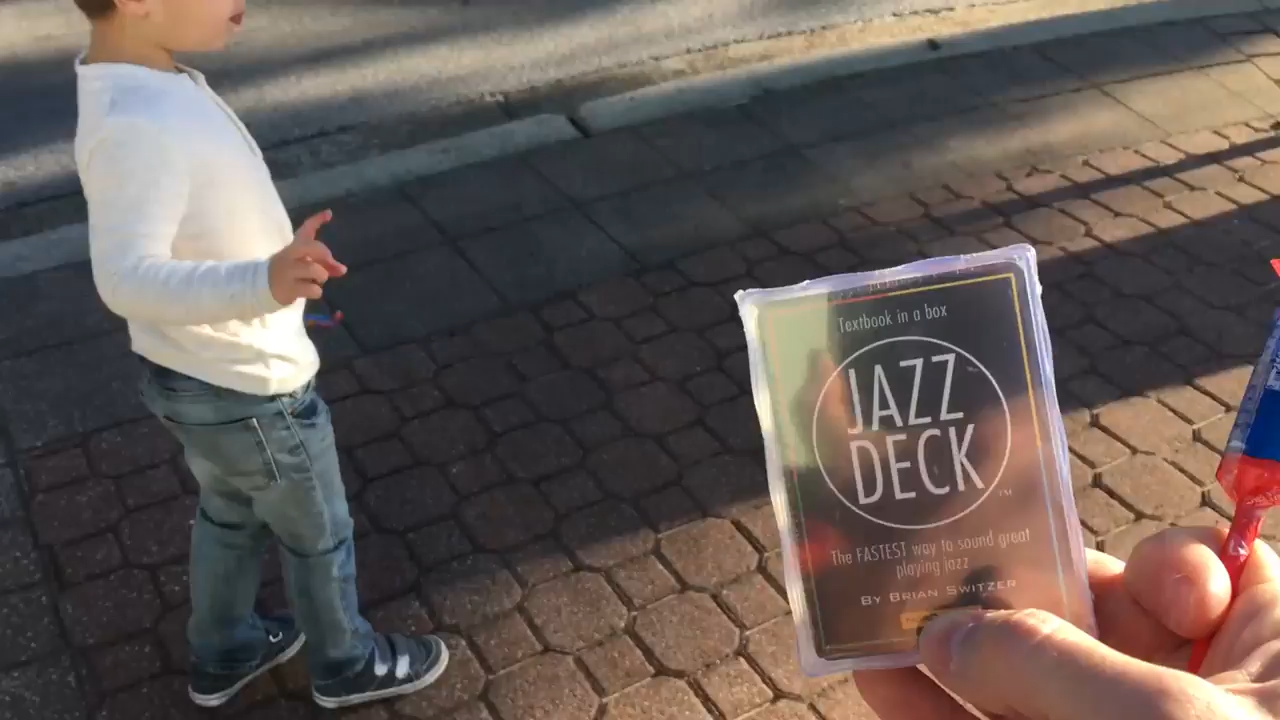 Textbook in a box
JAZZ
DECK
TM
The FASTEST way to sound great
playing jazz
BY BRIAN SWITZER